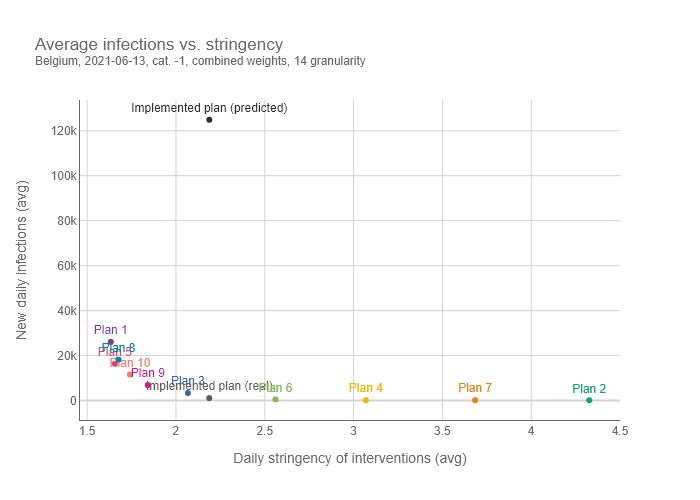 Average infections vs. stringency
Belgium, 2021-06-13, cat. -1, combined weights, 14 granularity
Implemented plan (predicted)
120k
100k
80k
60k
40k
20k
0
New daily infections (avg)
Plan 1
Plan 8
Plan 5
Plan 10
Plan 9
Plan 3
Implemented plan (real)
Plan 6
Plan 4
Plan 7
Plan 2
1.5
2
2.5
3
3.5
4
4.5
Daily stringency of interventions (avg)